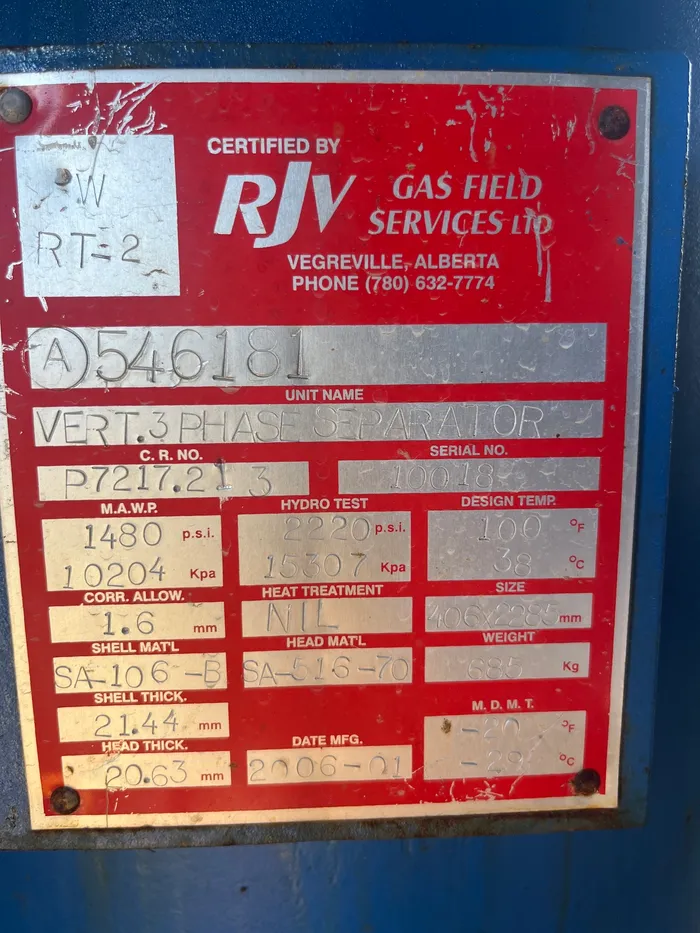 W
RT-2
CERTIFIED BY
RJV GAS FIELD SERVICES LTD
VEGREVILLE, ALBERTA
PHONE (780) 632-7774
A 546181
UNIT NAME
VERT. 3 PHASE SEPARATOR
C. R. NO. SERIAL NO.
P7217.213 10018
M.A.W.P. HYDRO TEST DESIGN TEMP.
1480 p.s.i. 2220 p.s.i. 100 °F
10204 Kpa 15307 Kpa 38 °C
CORR. ALLOW. HEAT TREATMENT SIZE
1.6 mm NIL 406x2285 mm
SHELL MAT'L HEAD MAT'L WEIGHT
SA-106-B SA-516-70 685 Kg
SHELL THICK. M. D. M. T.
21.44 mm -20 °F
HEAD THICK. DATE MFG.
20.63 mm 2006-01 -29 °C